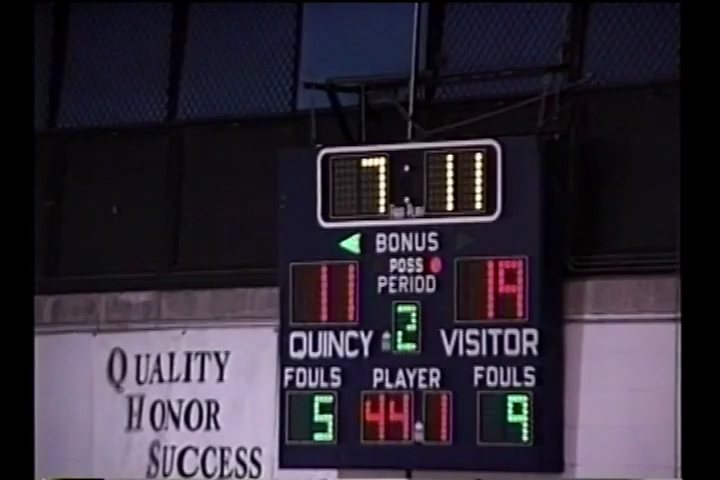 7:11
BONUS
POSS
PERIOD
11 19
2
QUINCY VISITOR
FOULS PLAYER FOULS
5 44 1 9
QUALITY
HONOR
SUCCESS